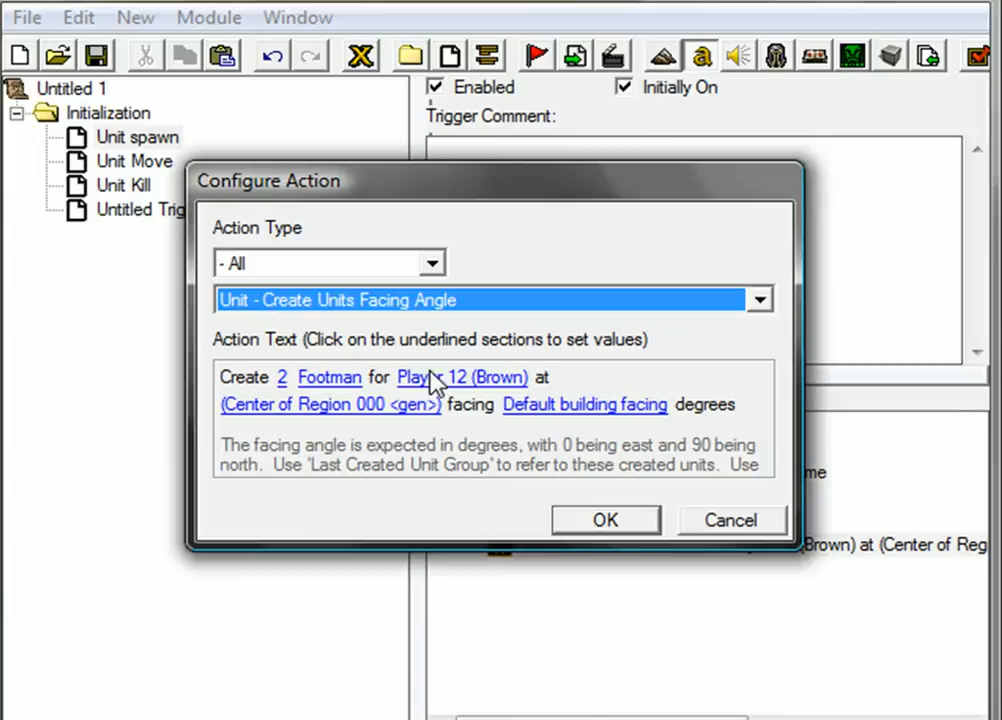 File Edit New Module Window
Untitled 1
Initialization
Unit spawn
Unit Move
Unit Kill
Untitled Trig
Enabled Initially On
Trigger Comment:
Configure Action
Action Type
- All
Unit - Create Units Facing Angle
Action Text (Click on the underlined sections to set values)
Create 2 Footman for Player 12 (Brown) at
(Center of Region 000 <gen>) facing Default building facing degrees
The facing angle is expected in degrees, with 0 being east and 90 being
north. Use 'Last Created Unit Group' to refer to these created units. Use
me
OK Cancel
(Brown) at (Center of Reg